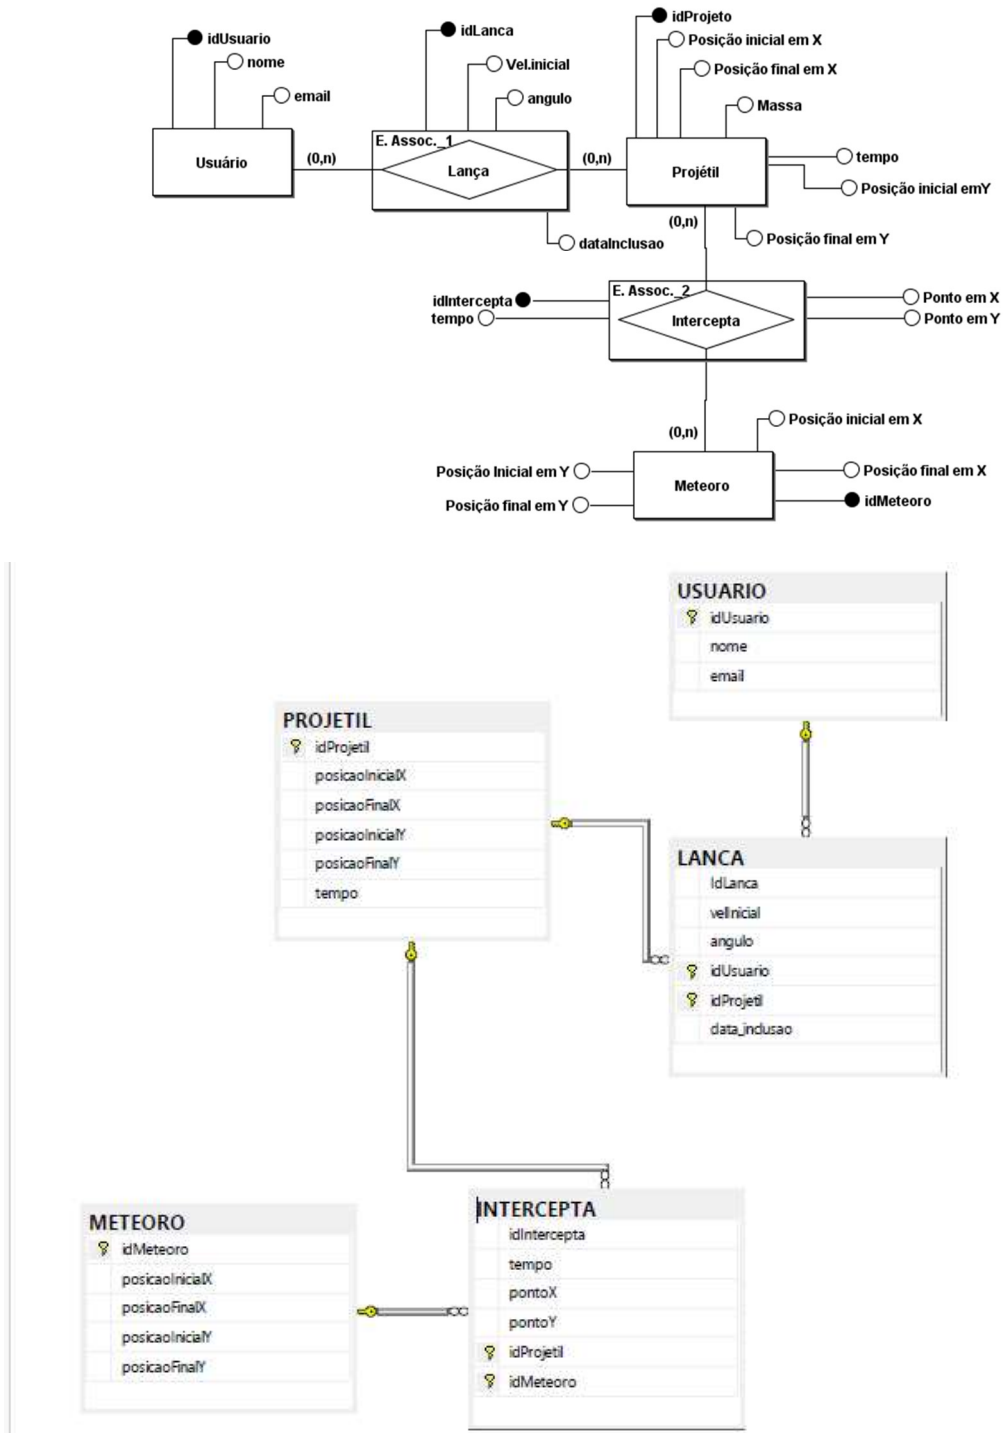 idProjeto
idLanca
idUsuario
Posição inicial em X
nome
Vel.inicial
Posição final em X
email
angulo
Massa
E. Assoc._1
Usuário
(0,n)
Lança
(0,n)
Projétil
tempo
Posição inicial emY
(0,n)
dataInclusao
Posição final em Y
E. Assoc._2
idIntercepta
tempo
Intercepta
Ponto em X
Ponto em Y
(0,n)
Posição inicial em X
Posição Inicial em Y
Meteoro
Posição final em X
Posição final em Y
idMeteoro
USUARIO
idUsuario
nome
email
PROJETIL
idProjetil
posicaoInicialX
posicaoFinalX
posicaoInicialY
posicaoFinalY
tempo
LANCA
IdLanca
velInicial
angulo
idUsuario
idProjetil
data_inclusao
METEORO
idMeteoro
posicaoInicialX
posicaoFinalX
posicaoInicialY
posicaoFinalY
INTERCEPTA
idIntercepta
tempo
pontoX
pontoY
idProjetil
idMeteoro